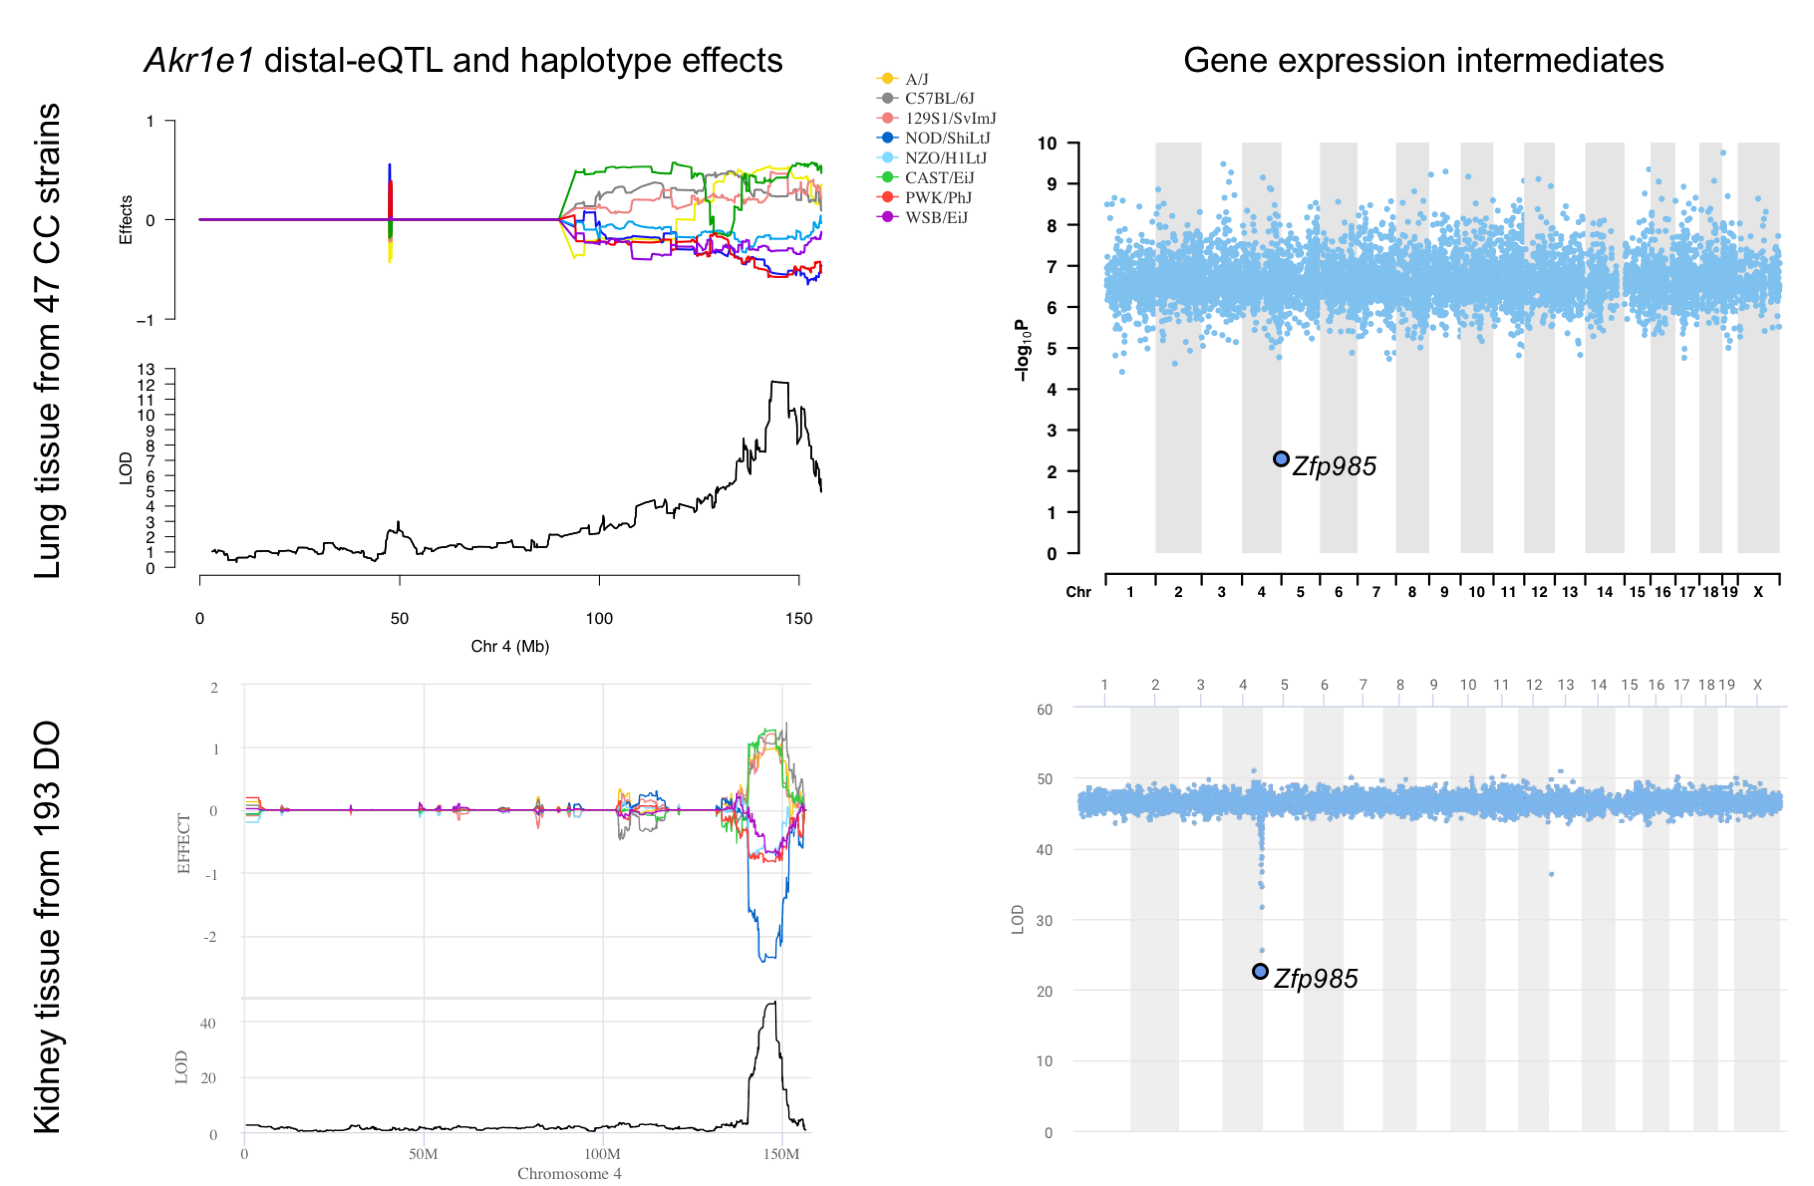 Akr1e1 distal-eQTL and haplotype effects
Gene expression intermediates
Lung tissue from 47 CC strains
Effects
1
0
−1
A/J
C57BL/6J
129S1/SvImJ
NOD/ShiLtJ
NZO/H1LtJ
CAST/EiJ
PWK/PhJ
WSB/EiJ
LOD
13
12
11
10
9
8
7
6
5
4
3
2
1
0
0 50 100 150
Chr 4 (Mb)
−log10P
10
9
8
7
6
5
4
3
2
1
0
Zfp985
Chr 1 2 3 4 5 6 7 8 9 10 11 12 13 14 15 16 17 18 19 X
Kidney tissue from 193 DO
EFFECT
2
1
0
-1
-2
LOD
40
20
0
0 50M 100M 150M
Chromosome 4
1 2 3 4 5 6 7 8 9 10 11 12 13 14 15 16 17 18 19 X
LOD
60
50
40
30
20
10
0
Zfp985